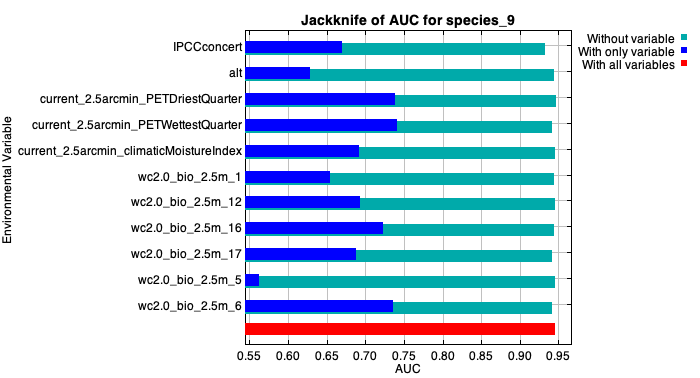 Jackknife of AUC for species_9
Without variable
With only variable
With all variables
Environmental Variable
IPCCconcert
alt
current_2.5arcmin_PETDriestQuarter
current_2.5arcmin_PETWettestQuarter
current_2.5arcmin_climaticMoistureIndex
wc2.0_bio_2.5m_1
wc2.0_bio_2.5m_12
wc2.0_bio_2.5m_16
wc2.0_bio_2.5m_17
wc2.0_bio_2.5m_5
wc2.0_bio_2.5m_6
0.55 0.60 0.65 0.70 0.75 0.80 0.85 0.90 0.95
AUC